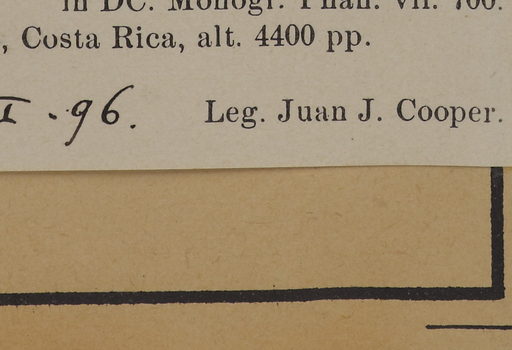 in DC. Monogr. Phan. VII. 700.
, Costa Rica, alt. 4400 pp.
I . 96. Leg. Juan J. Cooper.